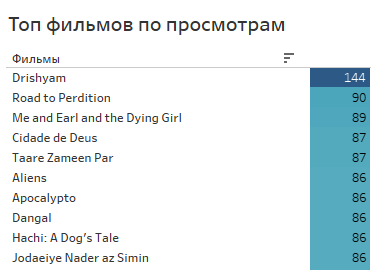 Топ фильмов по просмотрам
Фильмы
Drishyam 144
Road to Perdition 90
Me and Earl and the Dying Girl 89
Cidade de Deus 87
Taare Zameen Par 87
Aliens 86
Apocalypto 86
Dangal 86
Hachi: A Dog’s Tale 86
Jodaeiye Nader az Simin 86